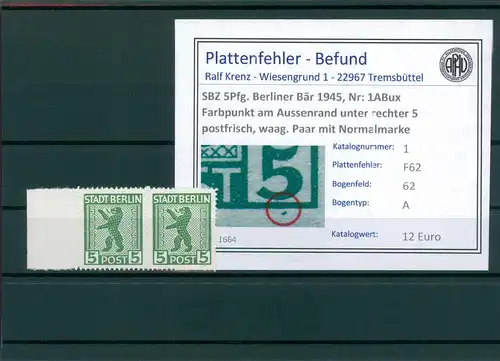 Plattenfehler - Befund
Ralf Krenz - Wiesengrund 1 - 22967 Tremsbüttel
SBZ 5Pfg. Berliner Bär 1945, Nr: 1ABux
Farbpunkt am Aussenrand unter rechter 5
postfrisch, waag. Paar mit Normalmarke
Katalognummer: 1
Plattenfehler: F62
Bogenfeld: 62
Bogentyp: A
Katalogwert: 12 Euro
T 5
1664
STADT BERLIN STADT BERLIN
5 POST 5 5 POST 5